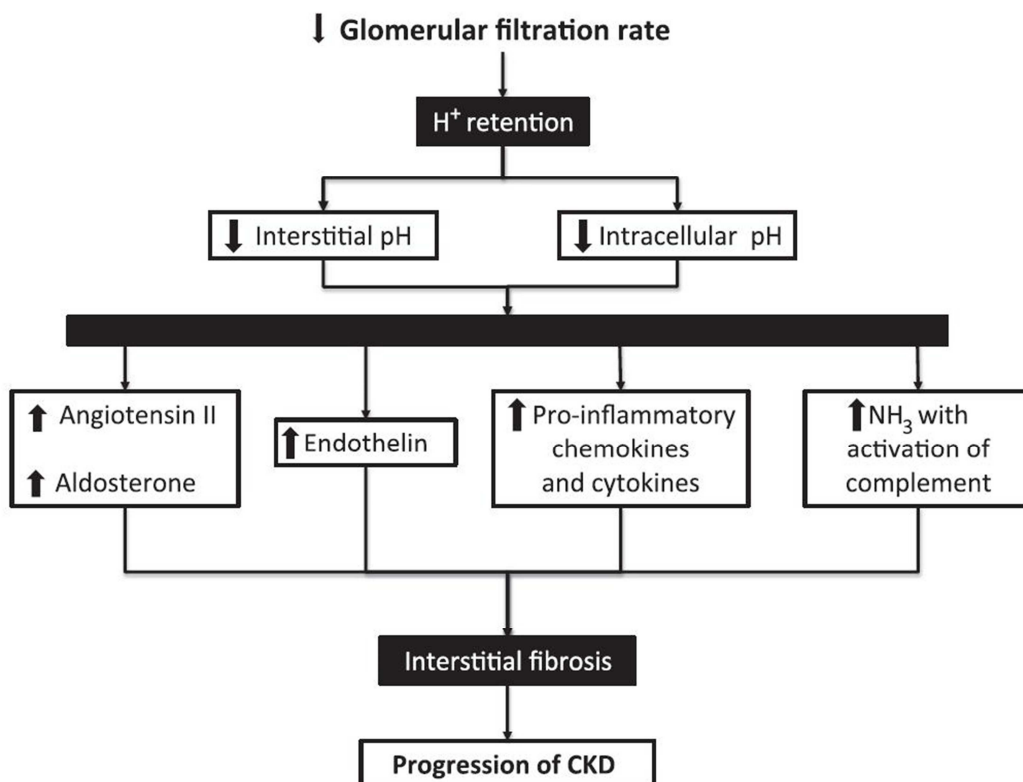 ↓ Glomerular filtration rate
H⁺ retention
↓ Interstitial pH
↓ Intracellular pH
↑ Angiotensin II
↑ Aldosterone
↑ Endothelin
↑ Pro-inflammatory
chemokines
and cytokines
↑ NH₃ with
activation of
complement
Interstitial fibrosis
Progression of CKD